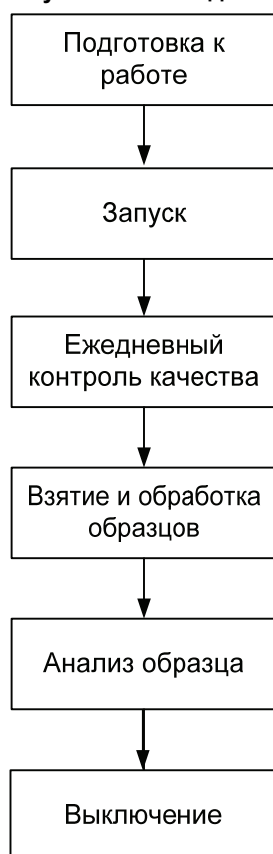 Подготовка к
работе
Запуск
Ежедневный
контроль качества
Взятие и обработка
образцов
Анализ образца
Выключение